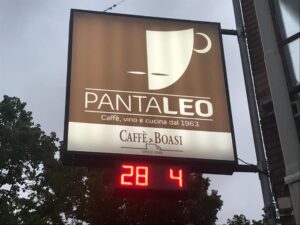 PANTALEO
Caffè, vino e cucina dal 1963
CAFFÈ BOASI
28 4